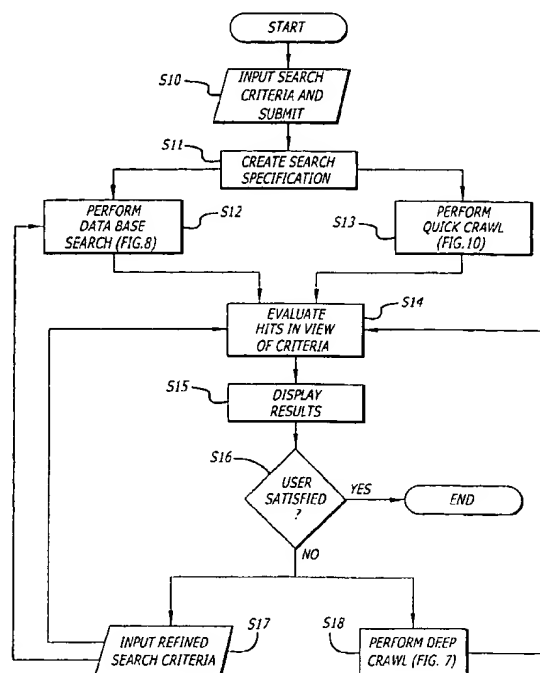 START
S10
INPUT SEARCH
CRITERIA AND
SUBMIT
S11
CREATE SEARCH
SPECIFICATION
PERFORM
DATA BASE
SEARCH (FIG.8)
S12
S13
PERFORM
QUICK CRAWL
(FIG.10)
EVALUATE
HITS IN VIEW
OF CRITERIA
S14
S15
DISPLAY
RESULTS
S16
USER
SATISFIED
?
YES
END
NO
INPUT REFINED
SEARCH CRITERIA
S17
S18
PERFORM DEEP
CRAWL (FIG. 7)